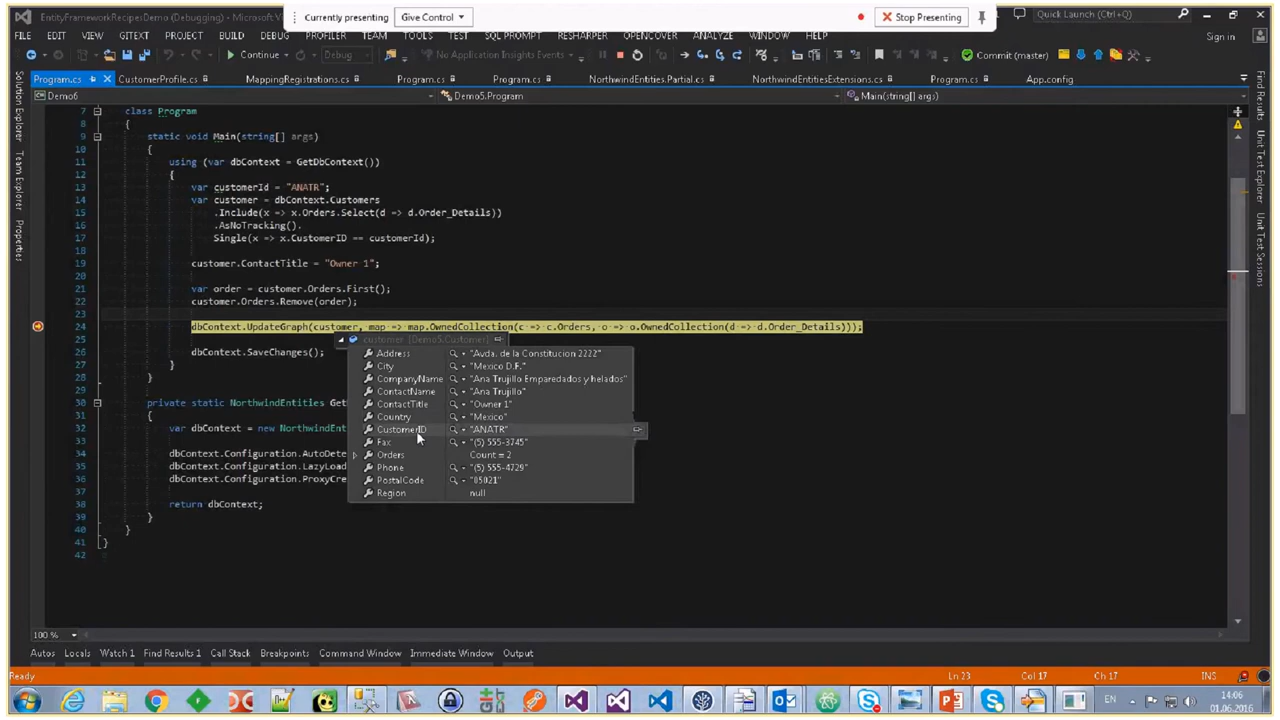 EntityFrameworkRecipesDemo (Debugging) - Microsoft V
Currently presenting
Give Control
Stop Presenting
Quick Launch (Ctrl+Q)
FILE EDIT VIEW GITEXT PROJECT BUILD DEBUG PROFILER TEAM TOOLS TEST SQL PROMPT RESHARPER OPENCOVER ANALYZE WINDOW HELP
Sign in
Continue Debug No Application Insights Events Commit (master)
Program.cs CustomerProfile.cs MappingRegistrations.cs Program.cs Program.cs NorthwindEntities.Partial.cs NorthwindEntitiesExtensions.cs Program.cs App.config
Demo6 Demo5.Program Main(string[] args)
Solution Explorer
Team Explorer
Properties
Find Results
Unit Test Explorer
Unit Test Explorer
7 class Program
8 {
9 static void Main(string[] args)
10 {
11 using (var dbContext = GetDbContext())
12 {
13 var customerId = "ANATR";
14 var customer = dbContext.Customers
15 .Include(x => x.Orders.Select(d => d.Order_Details))
16 .AsNoTracking().
17 Single(x => x.CustomerID == customerId);
18
19 customer.ContactTitle = "Owner 1";
20
21 var order = customer.Orders.First();
22 customer.Orders.Remove(order);
23
24 dbContext.UpdateGraph(customer, map => map.OwnedCollection(c => c.Orders, o => o.OwnedCollection(d => d.Order_Details)));
25
customer {Demo5.Customer}
26 dbContext.SaveChanges();
27 }
28 }
29
30 private static NorthwindEntities Get
31 {
32 var dbContext = new NorthwindEnt
33
34 dbContext.Configuration.AutoDete
35 dbContext.Configuration.LazyLoad
36 dbContext.Configuration.ProxyCre
37
38 return dbContext;
39 }
40 }
41 }
42
Address "Avda. de la Constitucion 2222"
City "Mexico D.F."
CompanyName "Ana Trujillo Emparedados y helados"
ContactName "Ana Trujillo"
ContactTitle "Owner 1"
Country "Mexico"
CustomerID "ANATR"
Fax "(5) 555-3745"
Orders Count = 2
Phone "(5) 555-4729"
PostalCode "05021"
Region null
100 %
Autos Locals Watch 1 Find Results 1 Call Stack Breakpoints Command Window Immediate Window Output
Ready Ln 23 Col 17 Ch 17 INS
EN
14:06
01.06.2016